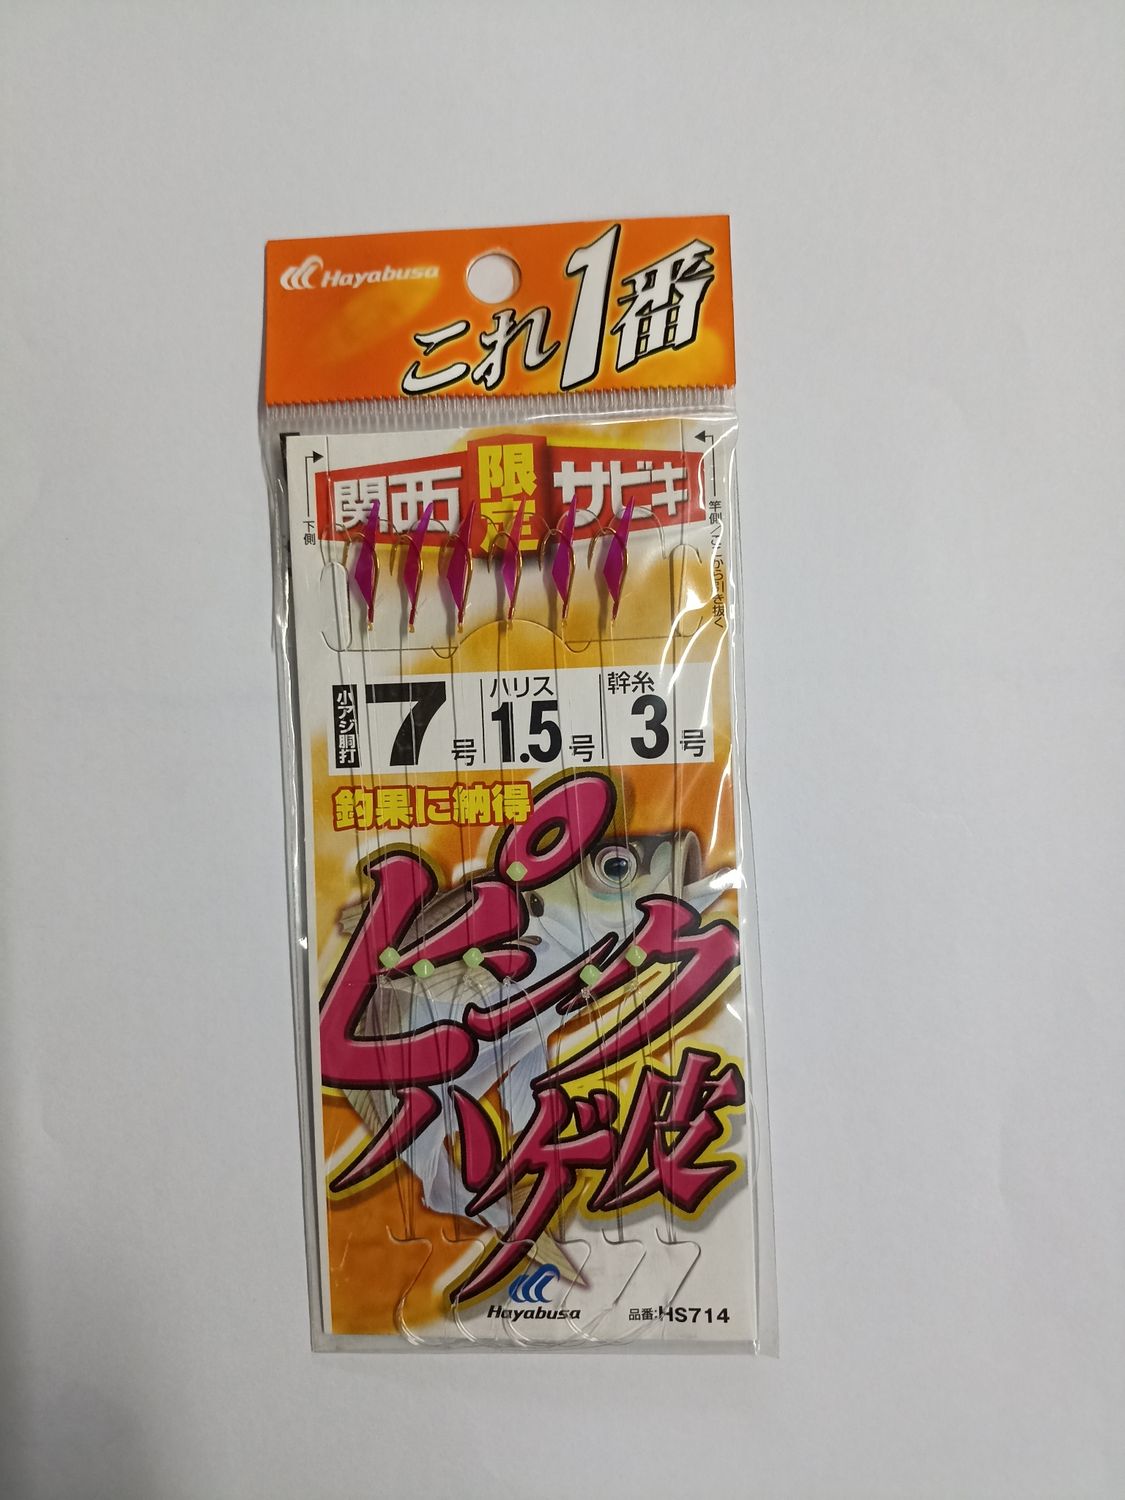 Hayabusa
これ1番
関西限定サビキ
下側
竿側/ここから引き抜く
小アジ胴打 7号 ハリス 1.5号 幹糸 3号
釣果に納得
ピンク
ハゲ皮
Hayabusa
品番:HS714